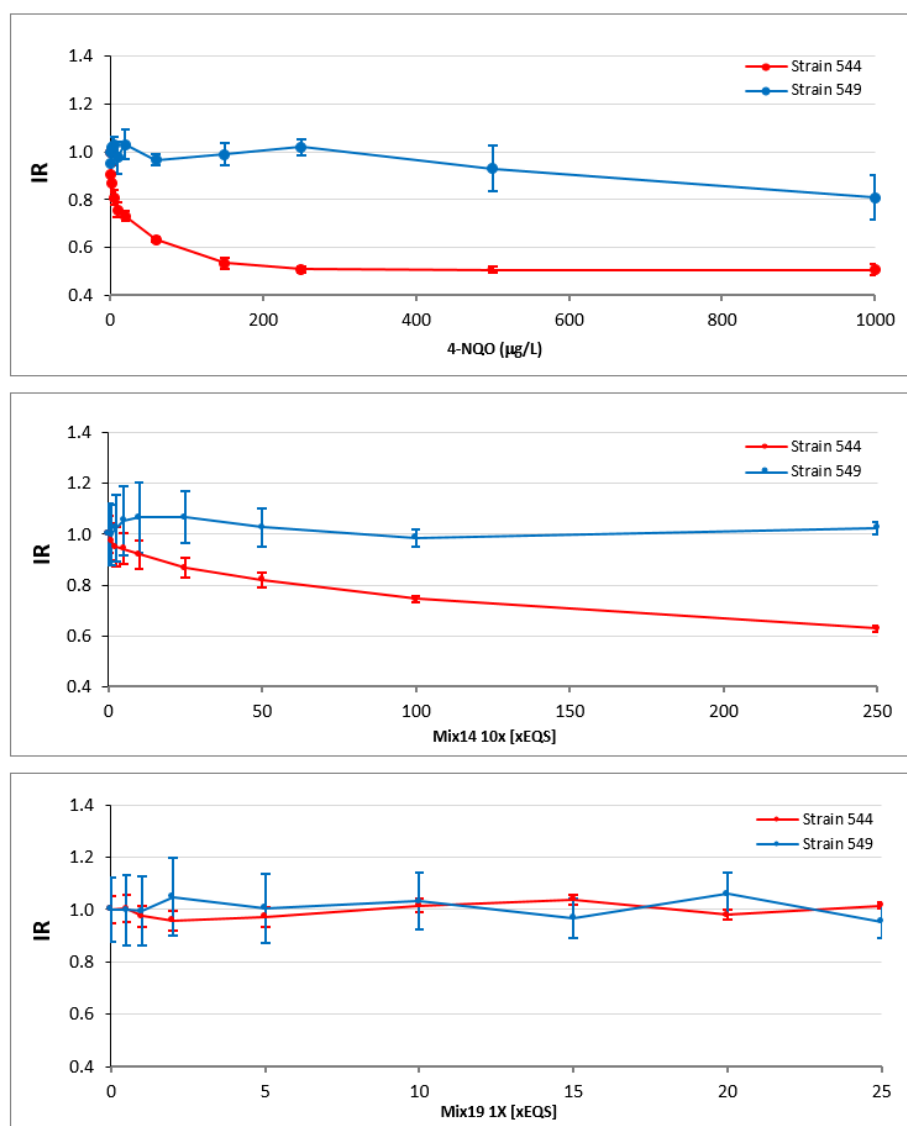 1.4
1.2
1.0
0.8
0.6
0.4
IR
Strain 544
Strain 549
0 200 400 600 800 1000
4-NQO (µg/L)
1.4
1.2
1.0
0.8
0.6
0.4
IR
Strain 544
Strain 549
0 50 100 150 200 250
Mix14 10x [xEQS]
1.4
1.2
1.0
0.8
0.6
0.4
IR
Strain 544
Strain 549
0 5 10 15 20 25
Mix19 1X [xEQS]